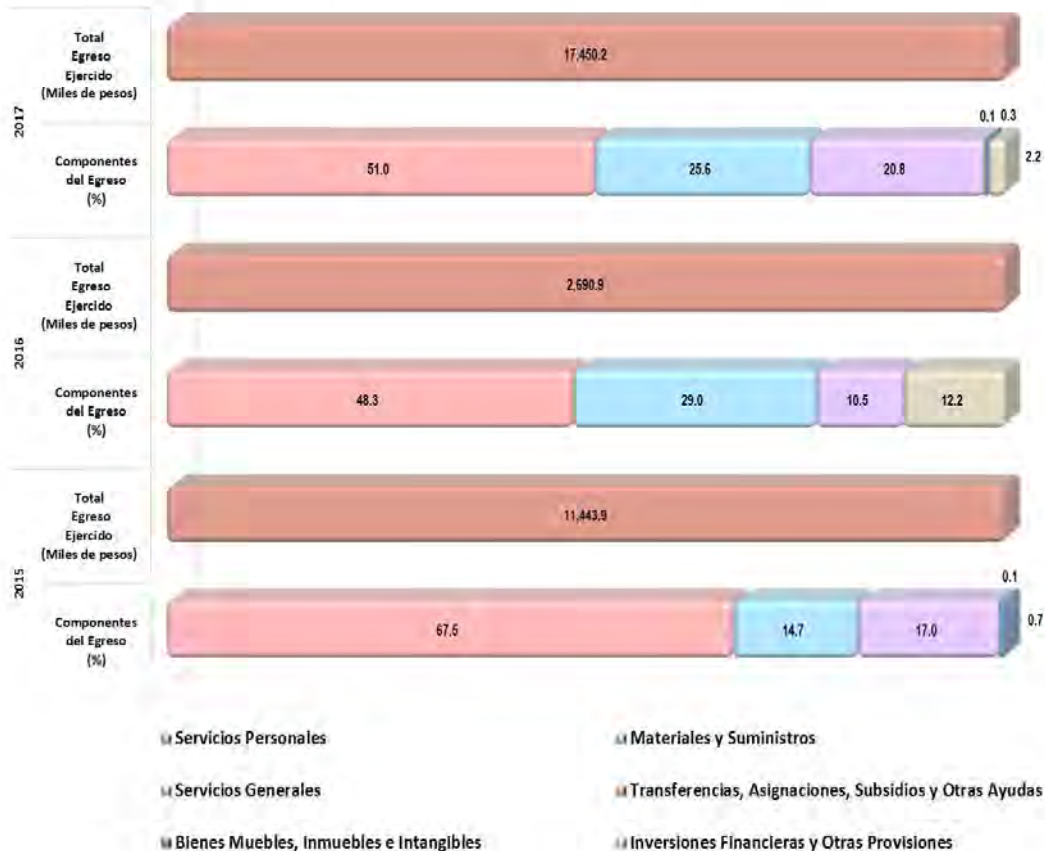 2017
Total
Egreso
Ejercido
(Miles de pesos)
17,450.2
Componentes
del Egreso
(%)
51.0
25.6
20.8
0.1 0.3
2.2
2016
Total
Egreso
Ejercido
(Miles de pesos)
2,690.9
Componentes
del Egreso
(%)
48.3
29.0
10.5
12.2
2015
Total
Egreso
Ejercido
(Miles de pesos)
11,443.9
Componentes
del Egreso
(%)
67.5
14.7
17.0
0.1
0.7
Servicios Personales
Materiales y Suministros
Servicios Generales
Transferencias, Asignaciones, Subsidios y Otras Ayudas
Bienes Muebles, Inmuebles e Intangibles
Inversiones Financieras y Otras Provisiones